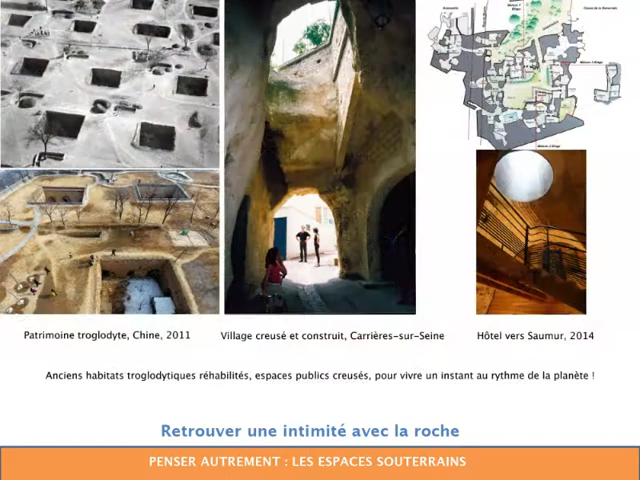 Patrimoine troglodyte, Chine, 2011
Village creusé et construit, Carrières-sur-Seine
Hôtel vers Saumur, 2014
Anciens habitats troglodytiques réhabilités, espaces publics creusés, pour vivre un instant au rythme de la planète !
Retrouver une intimité avec la roche
PENSER AUTREMENT : LES ESPACES SOUTERRAINS